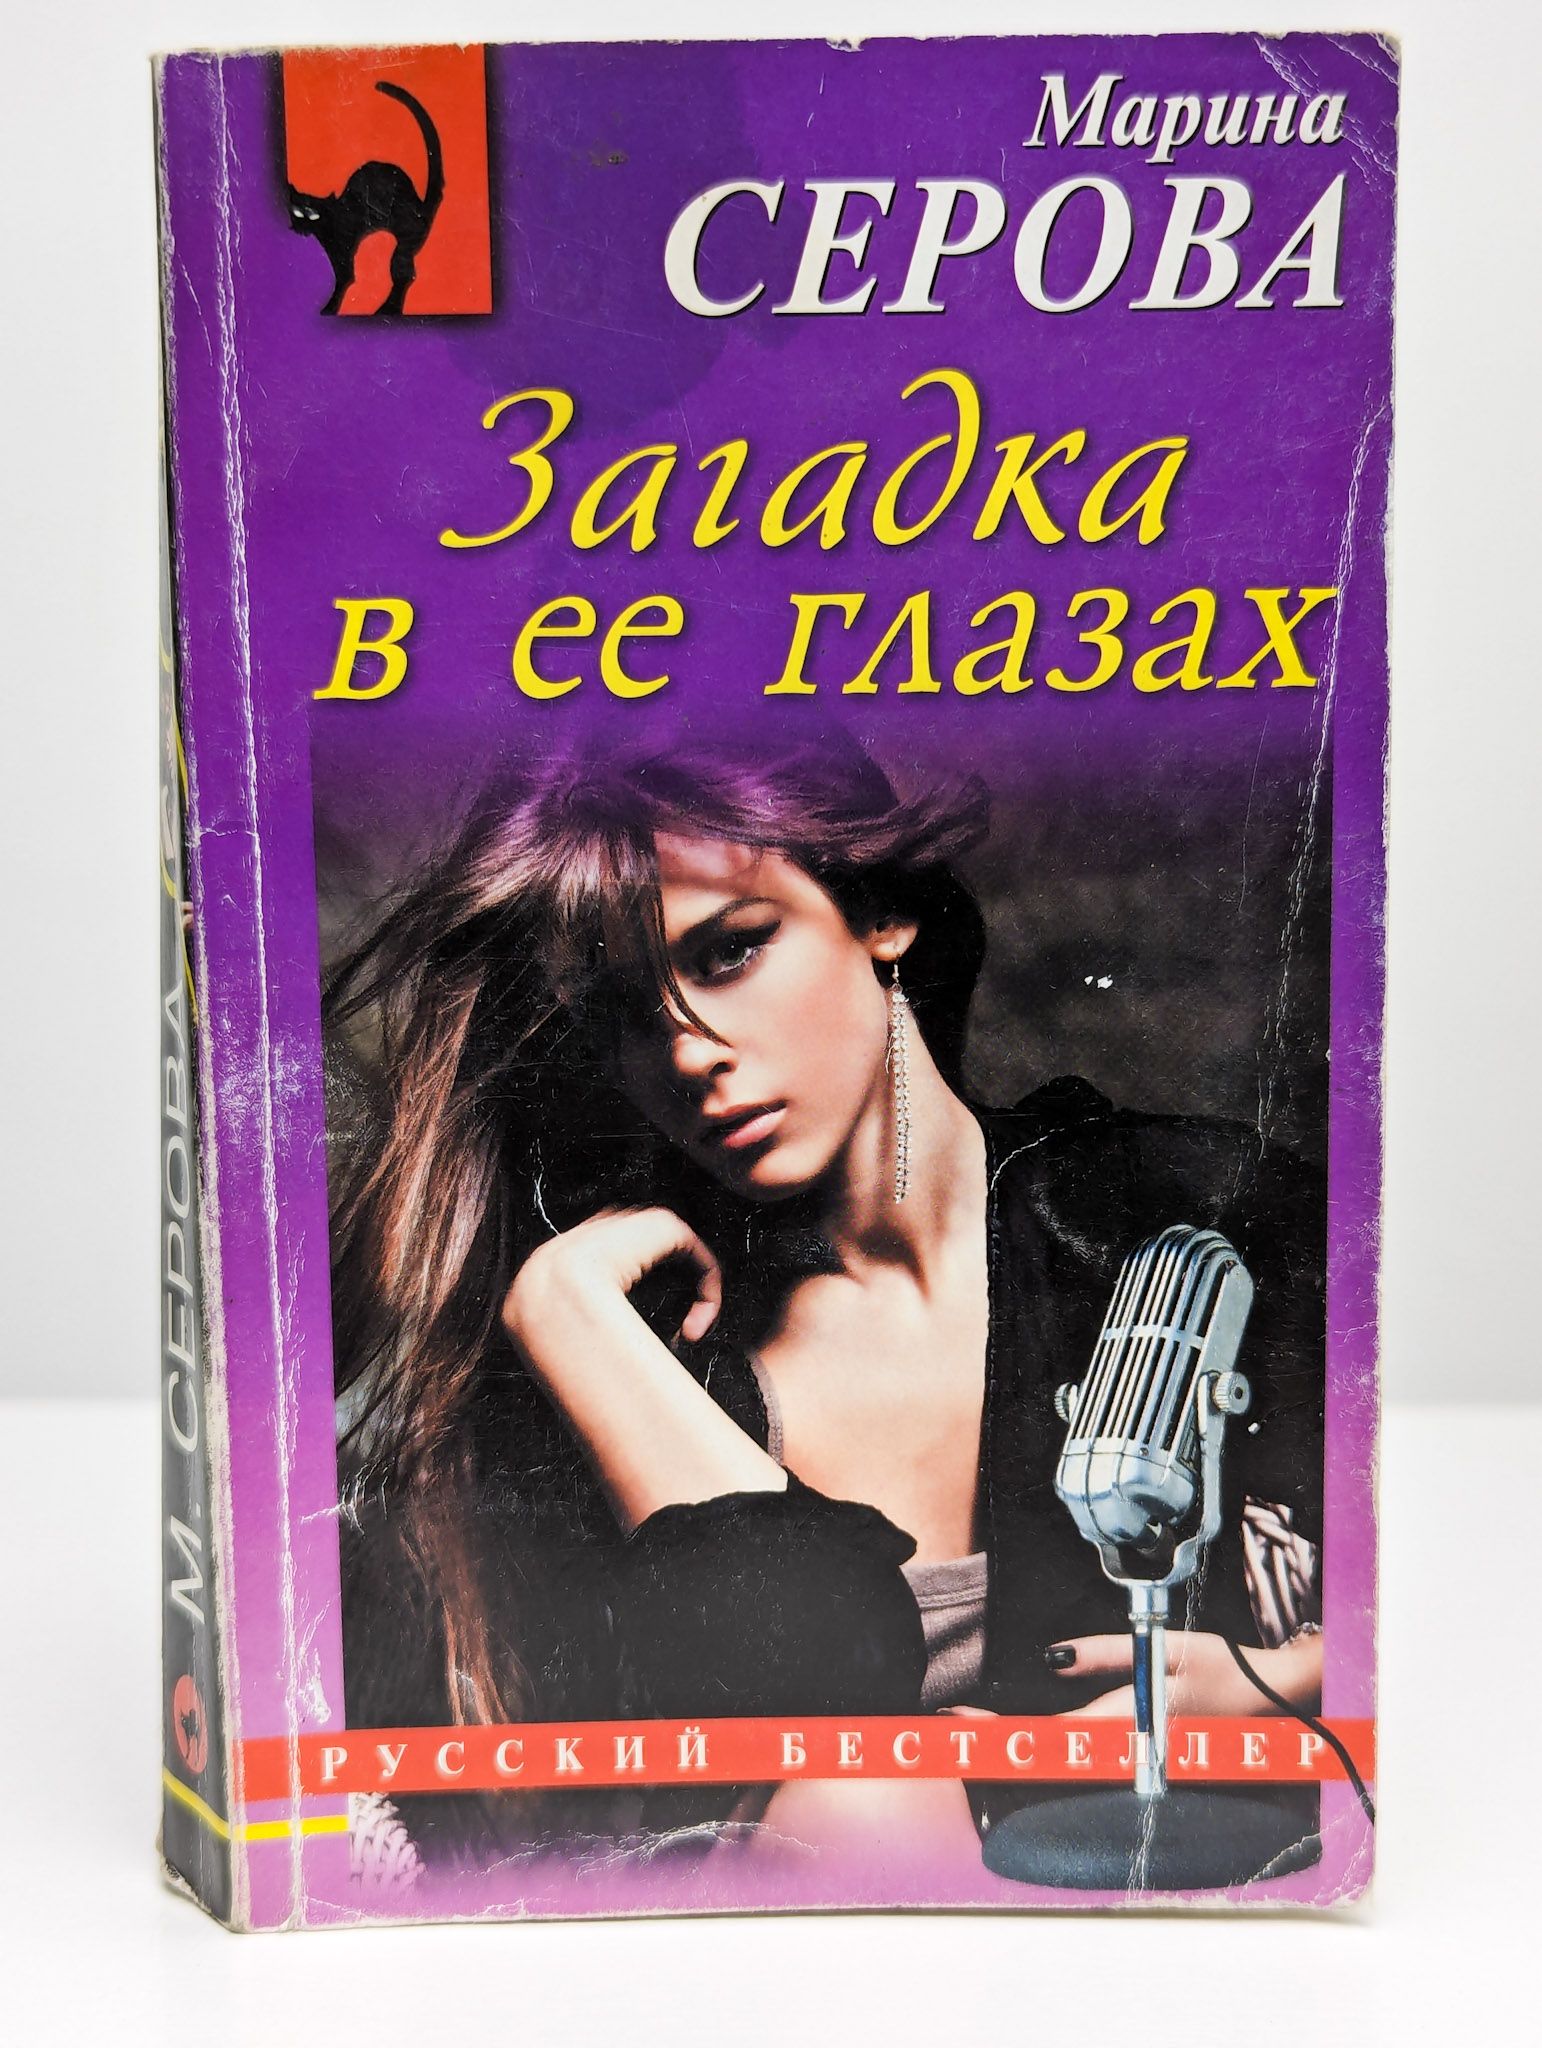 Марина
СЕРОВА
Загадка
в ее глазах
РУССКИЙ БЕСТСЕЛЛЕР
М. СЕРОВА